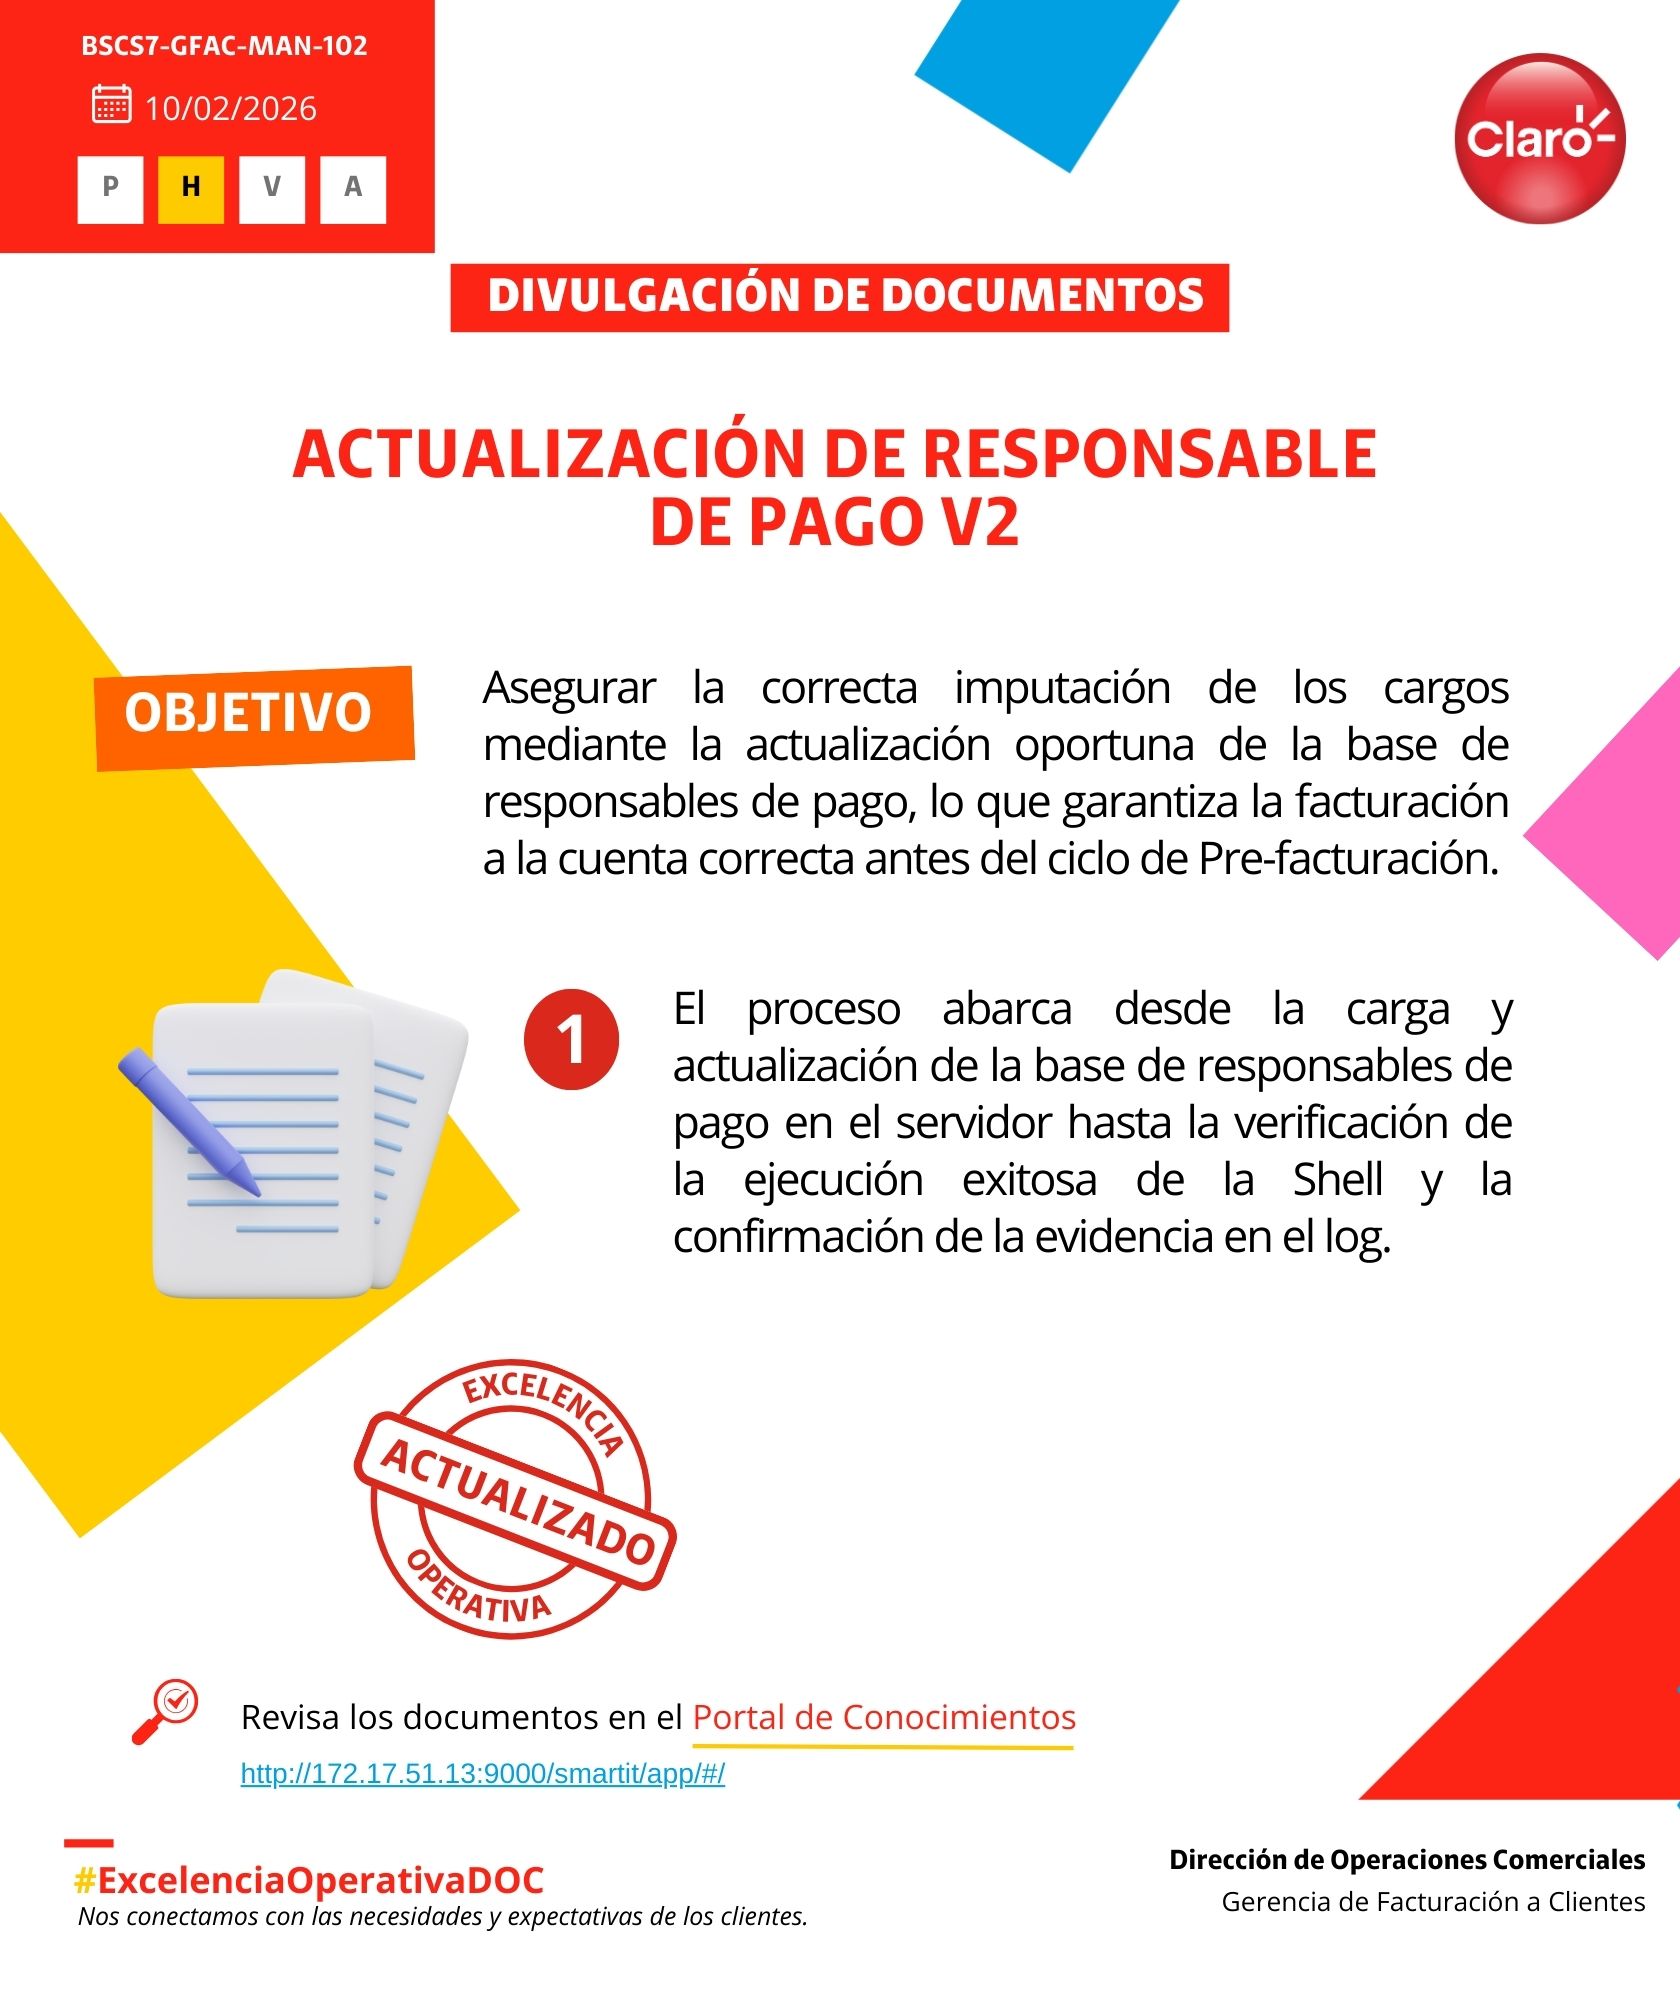 BSCS7-GFAC-MAN-102
10/02/2026
P H V A
Claro
DIVULGACIÓN DE DOCUMENTOS
ACTUALIZACIÓN DE RESPONSABLE
DE PAGO V2
OBJETIVO
Asegurar la correcta imputación de los cargos
mediante la actualización oportuna de la base de
responsables de pago, lo que garantiza la facturación
a la cuenta correcta antes del ciclo de Pre-facturación.
1
El proceso abarca desde la carga y
actualización de la base de responsables de
pago en el servidor hasta la verificación de
la ejecución exitosa de la Shell y la
confirmación de la evidencia en el log.
EXCELENCIA
ACTUALIZADO
OPERATIVA
Revisa los documentos en el Portal de Conocimientos
http://172.17.51.13:9000/smartit/app/#/
#ExcelenciaOperativaDOC
Nos conectamos con las necesidades y expectativas de los clientes.
Dirección de Operaciones Comerciales
Gerencia de Facturación a Clientes